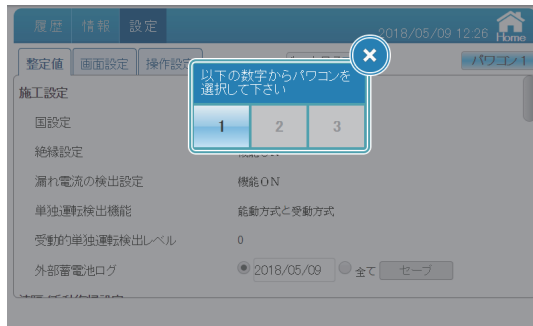 履歴 情報 設定
2018/05/09 12:26 Home
整定値 画面設定 操作設定
パワコン 1
以下の数字からパワコンを
選択して下さい
1 2 3
施工設定
国設定
絶縁設定
漏れ電流の検出設定 機能ON
単独運転検出機能 能動方式と受動方式
受動的単独運転検出レベル 0
外部蓄電池ログ 2018/05/09 全て セーブ